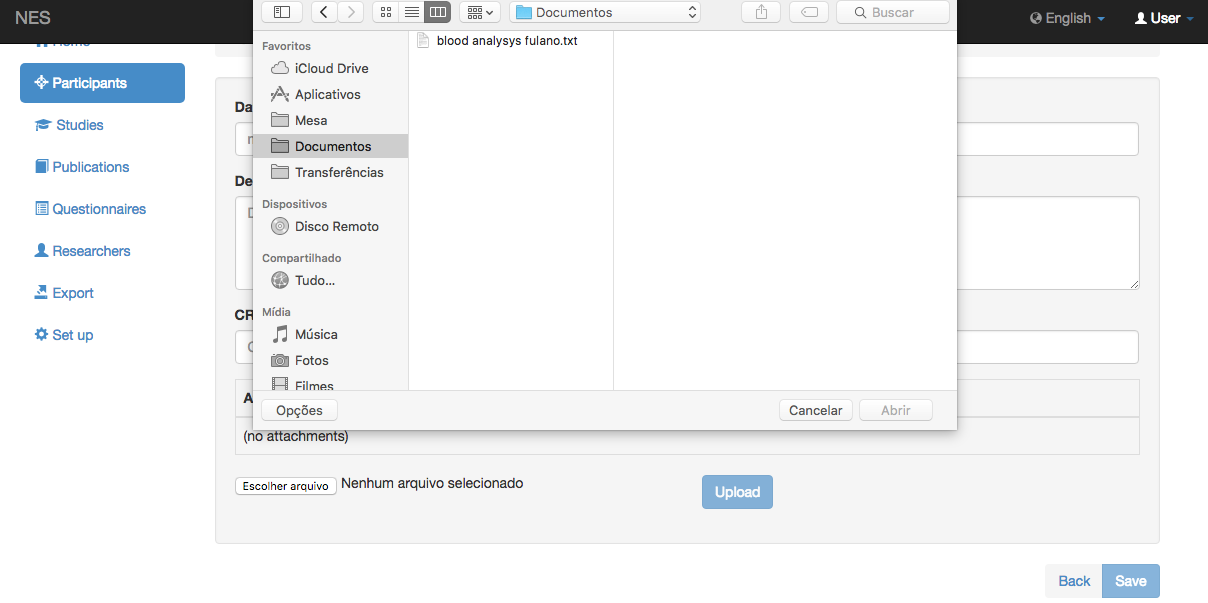 NES
Documentos
Buscar
English
User
Home
Participants
Studies
Publications
Questionnaires
Researchers
Export
Set up
Favoritos
iCloud Drive
Aplicativos
Mesa
Documentos
Transferências
Dispositivos
Disco Remoto
Compartilhado
Tudo...
Mídia
Música
Fotos
Filmes
blood analysys fulano.txt
Opções
Cancelar
Abrir
Da
De
CR
A
(no attachments)
Escolher arquivo Nenhum arquivo selecionado
Upload
Back
Save